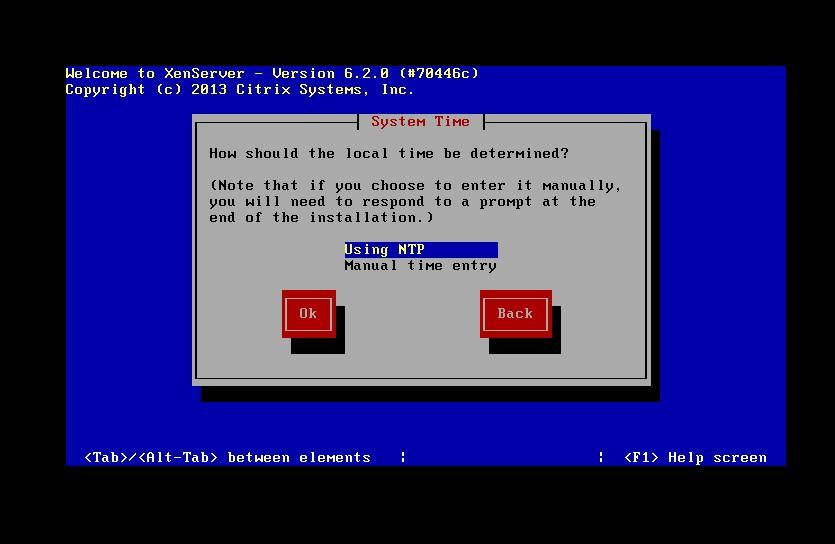 Welcome to XenServer - Version 6.2.0 (#70446c)
Copyright (c) 2013 Citrix Systems, Inc.
System Time
How should the local time be determined?
(Note that if you choose to enter it manually,
you will need to respond to a prompt at the
end of the installation.)
Using NTP
Manual time entry
Ok Back
<Tab>/<Alt-Tab> between elements | | <F1> Help screen